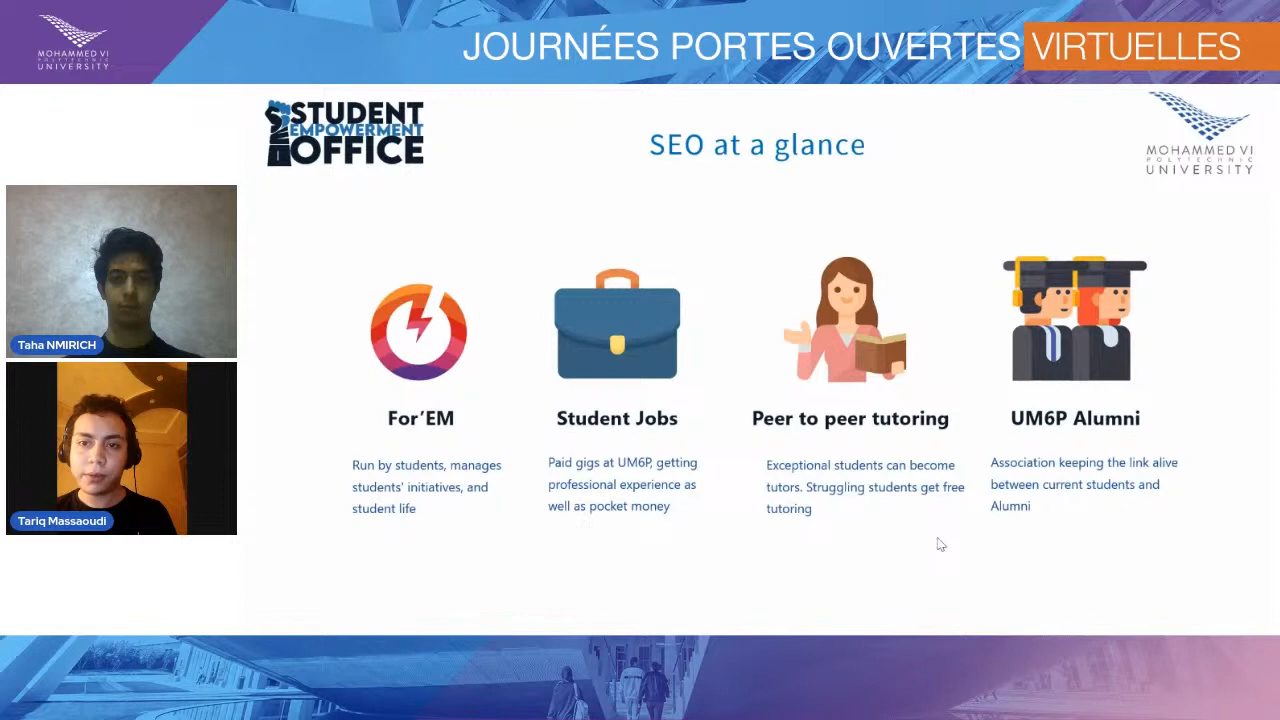 MOHAMMED VI
POLYTECHNIC
UNIVERSITY
JOURNÉES PORTES OUVERTES VIRTUELLES
STUDENT
EMPOWERMENT
OFFICE
SEO at a glance
MOHAMMED VI
POLYTECHNIC
UNIVERSITY
Taha NMIRICH
Tariq Massaoudi
For'EM
Run by students, manages
students' initiatives, and
student life
Student Jobs
Paid gigs at UM6P, getting
professional experience as
well as pocket money
Peer to peer tutoring
Exceptional students can become
tutors. Struggling students get free
tutoring
UM6P Alumni
Association keeping the link alive
between current students and
Alumni